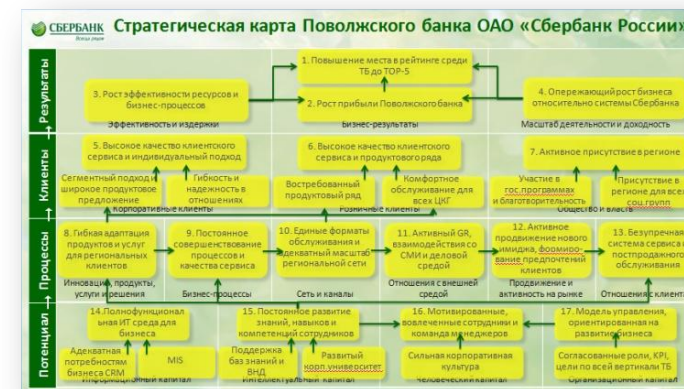 СБЕРБАНК Стратегическая карта Поволжского банка ОАО «Сбербанк России»
Всегда рядом
Результаты
1. Повышение места в рейтинге среди
ТБ до TOP-5
3. Рост эффективности ресурсов и
бизнес-процессов
2. Рост прибыли Поволжского банка
4. Опережающий рост бизнеса
относительно системы Сбербанка
Эффективность и издержки
Бизнес-результаты
Масштаб деятельности и доходность
Клиенты
5. Высокое качество клиентского
сервиса и индивидуальный подход
6. Высокое качество клиентского
сервиса и продуктового ряда
7. Активное присутствие в регионе
Сегментный подход и
широкое продуктовое
предложение
Гибкость и
надежность в
отношениях
Востребованный
продуктовый ряд
Комфортное
обслуживание для
всех ЦКГ
Участие в
гос.программах
и благотворительность
Присутствие в
регионе для всех
соц.групп
Корпоративные клиенты
Розничные клиенты
Общество и власть
Процессы
8. Гибкая адаптация
продуктов и услуг
для региональных
клиентов
9. Постоянное
совершенствование
процессов и
качества сервиса
10. Единые форматы
обслуживания и
адекватный масштаб
региональной сети
11. Активный GR,
взаимодействия со
СМИ и деловой
средой
12. Активное
продвижение нового
имиджа, формиро-
вание предпочтений
клиентов
13. Безупречная
система сервиса и
постпродажного
обслуживания
Инновации, продукты,
услуги и решения
Бизнес-процессы
Сеть и каналы
Отношения с внешней
средой
Продвижение и
активность на рынке
Отношения с клиентами
Потенциал
14. Полнофункционал
ьная ИТ среда для
бизнеса
15. Постоянное развитие
знаний, навыков и
компетенций сотрудников
16. Мотивированные,
вовлеченные сотрудники и
команда менеджеров
17. Модель управления,
ориентированная на
развитие бизнеса
Адекватная
потребностям
бизнеса CRM
MIS
Поддержка
баз знаний и
ВНД
Развитый
корп.университет
Сильная корпоративная
культура
Согласованные роли, KPI,
цели по всей вертикали ТБ
Информационный капитал
Интеллектуальный капитал
Человеческий капитал
Организационный капитал